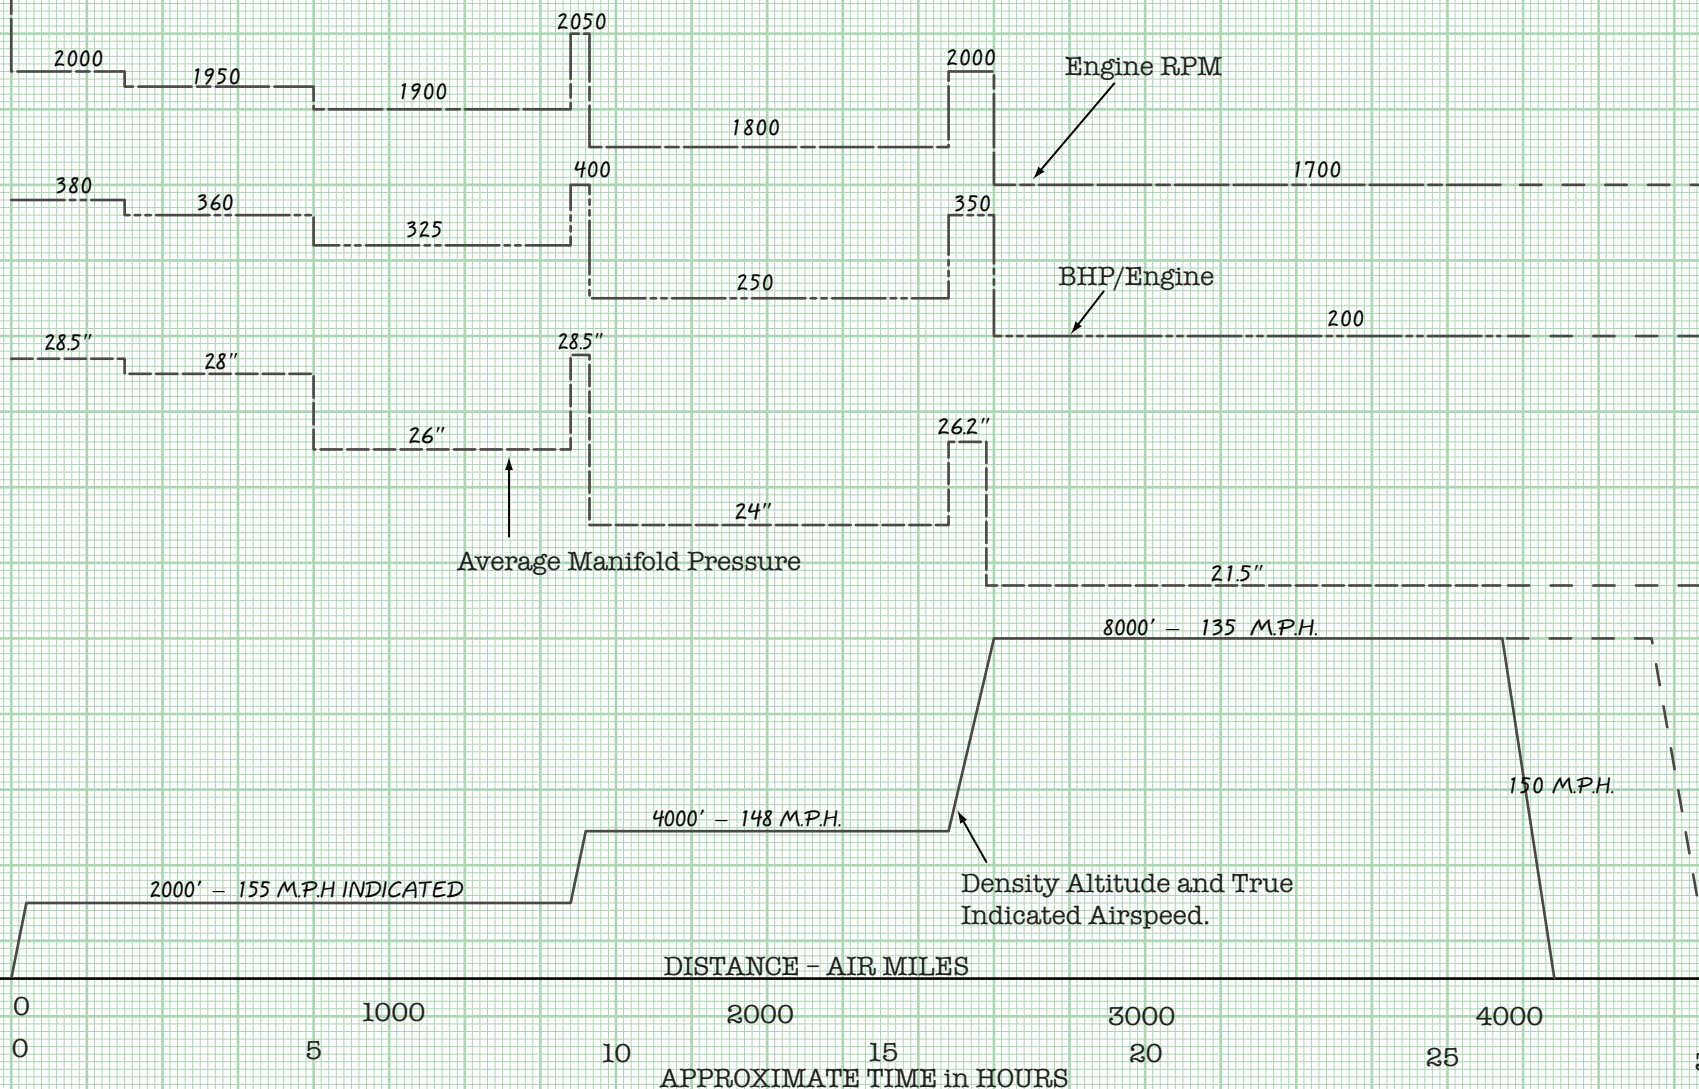 2050
2000
2000
Engine RPM
1950
1900
1800
400
1700
380
360
350
325
BHP/Engine
250
200
28.5"
28.5"
28"
26.2"
26"
24"
Average Manifold Pressure
21.5"
8000' – 135 M.P.H.
150 M.P.H.
4000' – 148 M.P.H.
2000' – 155 M.P.H INDICATED
Density Altitude and True
Indicated Airspeed.
DISTANCE – AIR MILES
0 1000 2000 3000 4000
0 5 10 15 20 25
APPROXIMATE TIME in HOURS